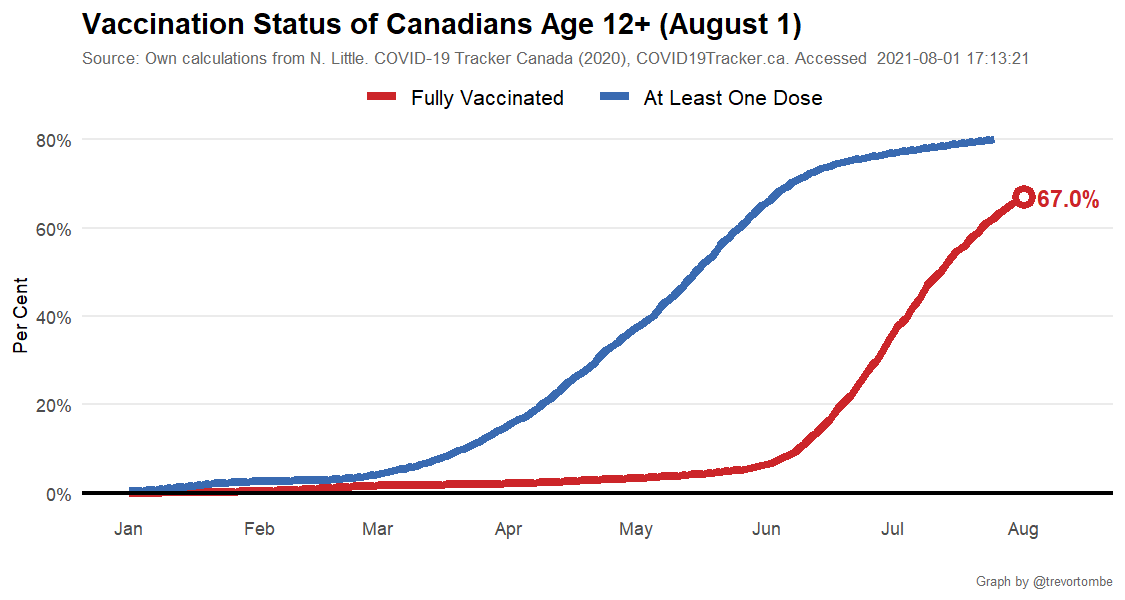 Vaccination Status of Canadians Age 12+ (August 1)
Source: Own calculations from N. Little. COVID-19 Tracker Canada (2020), COVID19Tracker.ca. Accessed  2021-08-01 17:13:21
Fully Vaccinated At Least One Dose
80%
67.0%
60%
Per Cent
40%
20%
0%
Jan Feb Mar Apr May Jun Jul Aug
Graph by @trevortombe